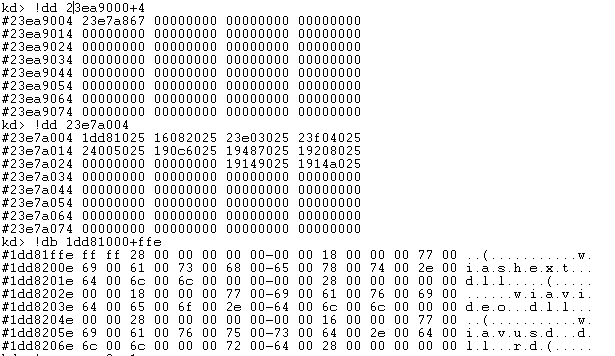 kd> !dd 23ea9000+4
#23ea9004 23e7a867 00000000 00000000 00000000
#23ea9014 00000000 00000000 00000000 00000000
#23ea9024 00000000 00000000 00000000 00000000
#23ea9034 00000000 00000000 00000000 00000000
#23ea9044 00000000 00000000 00000000 00000000
#23ea9054 00000000 00000000 00000000 00000000
#23ea9064 00000000 00000000 00000000 00000000
#23ea9074 00000000 00000000 00000000 00000000
kd> !dd 23e7a004
#23e7a004 1dd81025 16082025 23e03025 23f04025
#23e7a014 24005025 190c6025 19487025 19208025
#23e7a024 00000000 00000000 19149025 1914a025
#23e7a034 00000000 00000000 00000000 00000000
#23e7a044 00000000 00000000 00000000 00000000
#23e7a054 00000000 00000000 00000000 00000000
#23e7a064 00000000 00000000 00000000 00000000
#23e7a074 00000000 00000000 00000000 00000000
kd> !db 1dd81000+ffe
#1dd81ffe ff ff 28 00 00 00 00 00-00 00 18 00 00 00 77 00 ..(...........w.
#1dd8200e 69 00 61 00 73 00 68 00-65 00 78 00 74 00 2e 00 i.a.s.h.e.x.t...
#1dd8201e 64 00 6c 00 6c 00 00 00-00 00 28 00 00 00 00 00 d.l.l.....(.....
#1dd8202e 00 00 18 00 00 00 77 00-69 00 61 00 76 00 69 00 ......w.i.a.v.i.
#1dd8203e 64 00 65 00 6f 00 2e 00-64 00 6c 00 6c 00 00 00 d.e.o...d.l.l...
#1dd8204e 00 00 28 00 00 00 00 00-00 00 16 00 00 00 77 00 ..(...........w.
#1dd8205e 69 00 61 00 76 00 75 00-73 00 64 00 2e 00 64 00 i.a.v.u.s.d...d.
#1dd8206e 6c 00 6c 00 00 00 72 00-64 00 28 00 00 00 00 00 l.l...r.d.(.....